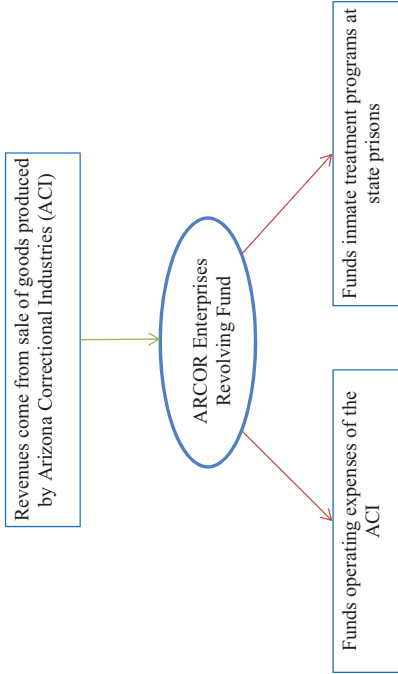 Revenues come from sale of goods produced
by Arizona Correctional Industries (ACI)
ARCOR Enterprises
Revolving Fund
Funds operating expenses of the
ACI
Funds inmate treatment programs at
state prisons